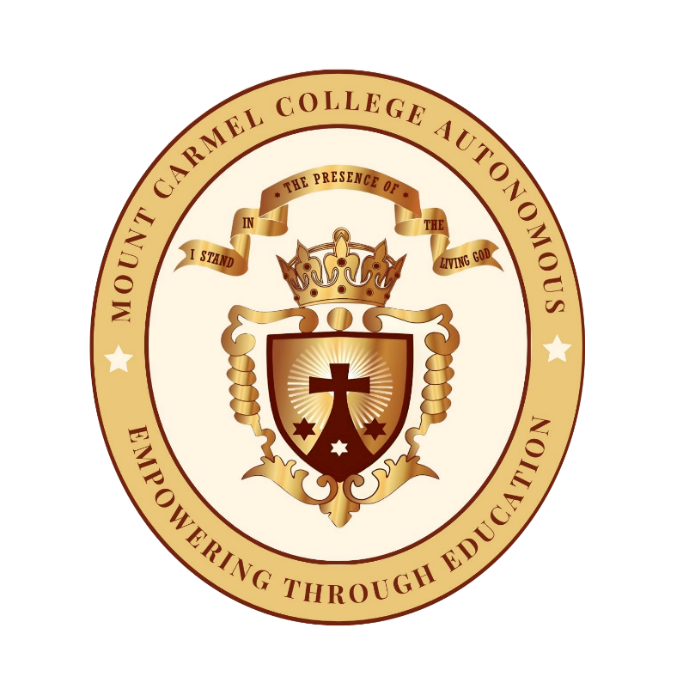 MOUNT CARMEL COLLEGE AUTONOMOUS
I STAND IN THE PRESENCE OF THE LIVING GOD
EMPOWERING THROUGH EDUCATION